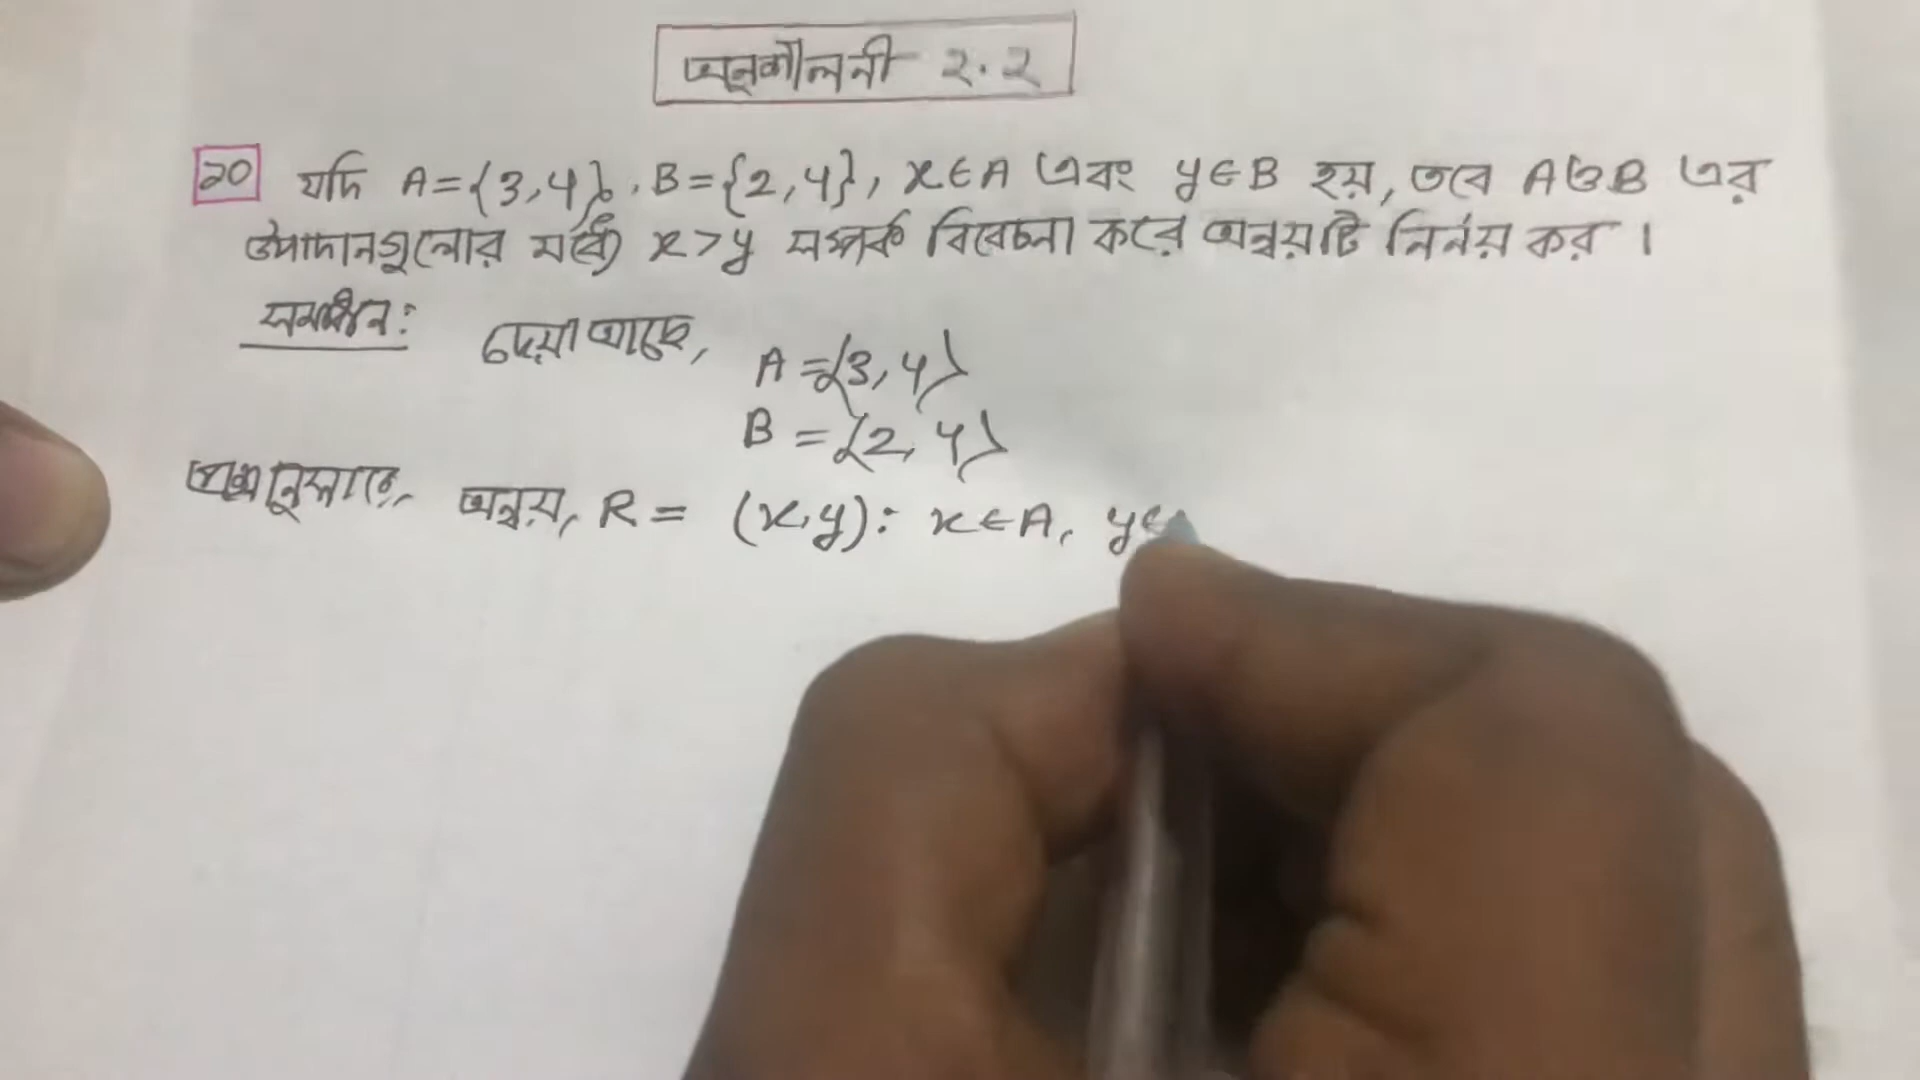 অনুশীলনী ২.২
১০ যদি A={3,4}, B={2,4}, x∈A এবং y∈B হয়, তবে A ও B এর
উপাদানগুলোর মধ্যে x>y সম্পর্ক বিবেচনা করে অন্বয়টি নির্ণয় কর ।
সমাধান: দেয়া আছে,
A={3,4}
B={2,4}
প্রশ্নানুসারে, অন্বয়, R = (x,y): x∈A, y∈